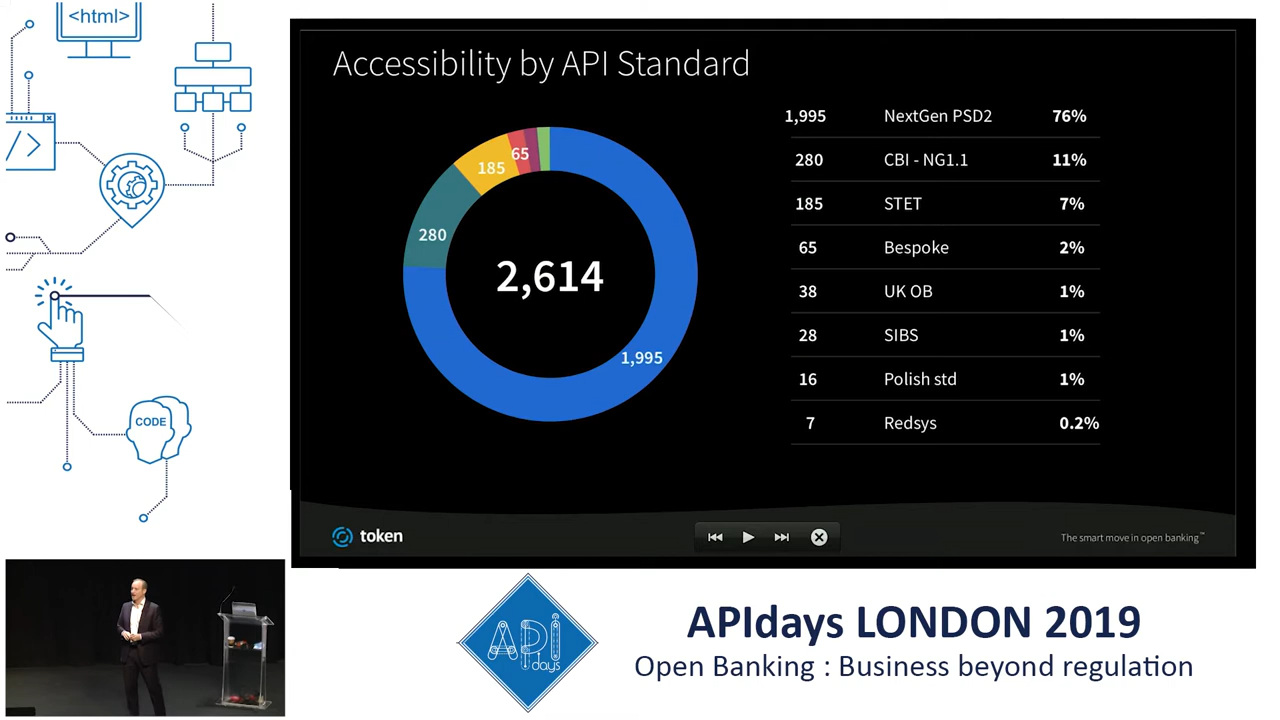 <html>
</>
CODE
Accessibility by API Standard
65
185
280
2,614
1,995
1,995 NextGen PSD2 76%
280 CBI - NG1.1 11%
185 STET 7%
65 Bespoke 2%
38 UK OB 1%
28 SIBS 1%
16 Polish std 1%
7 Redsys 0.2%
token
The smart move in open banking™
API
days
APIdays LONDON 2019
Open Banking : Business beyond regulation